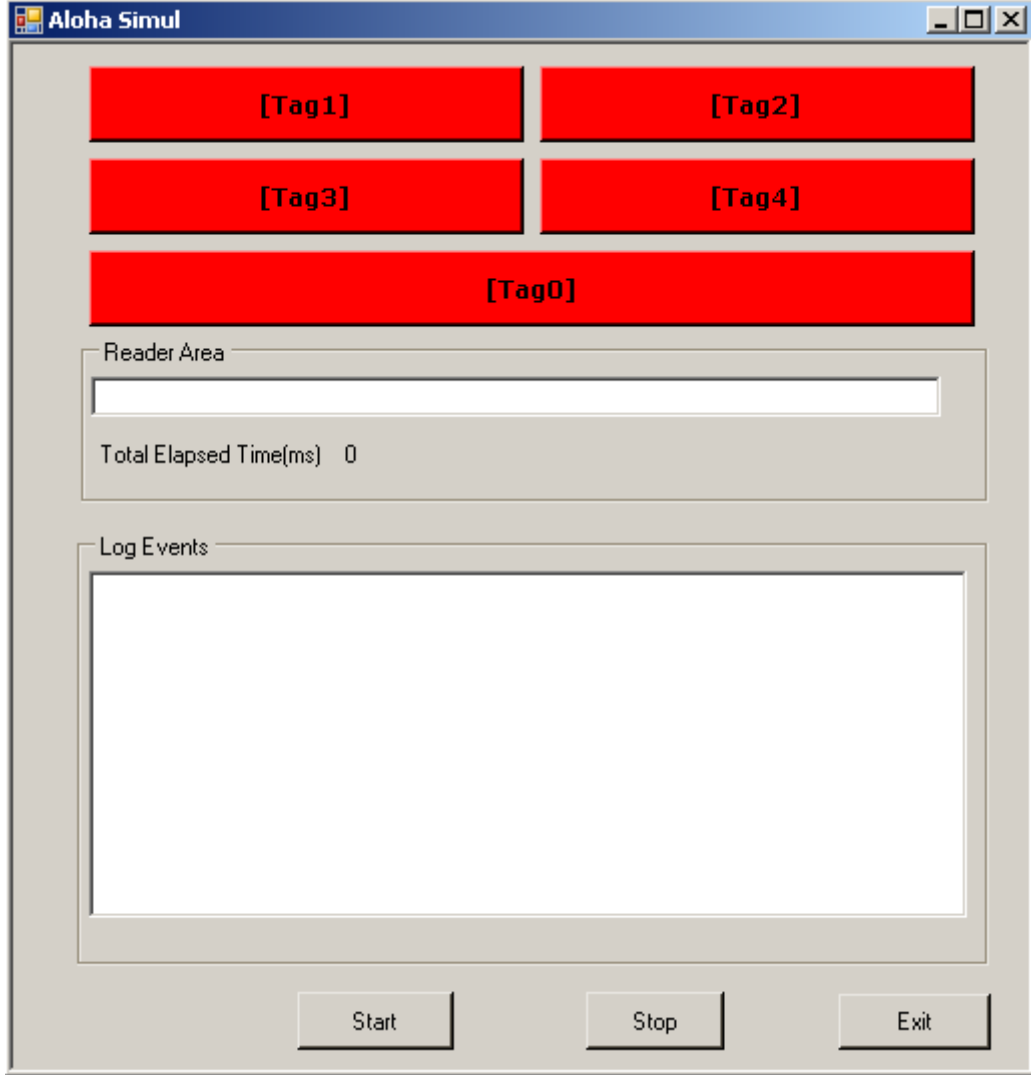 Aloha Simul
[Tag1] [Tag2]
[Tag3] [Tag4]
[Tag0]
Reader Area
Total Elapsed Time(ms) 0
Log Events
Start Stop Exit